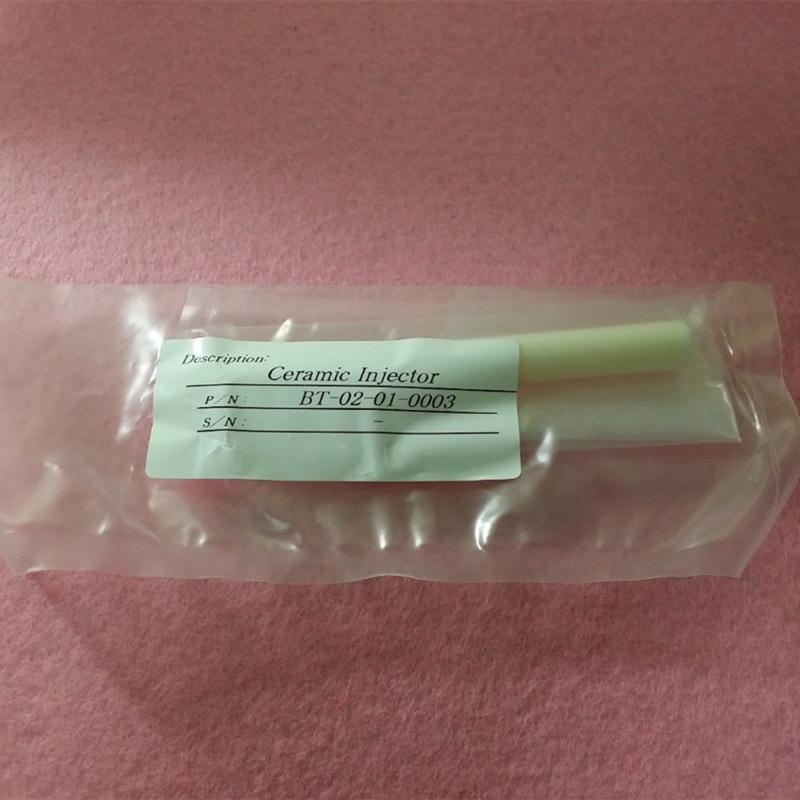 Description:
Ceramic Injector
P/N: BT-02-01-0003
S/N: -